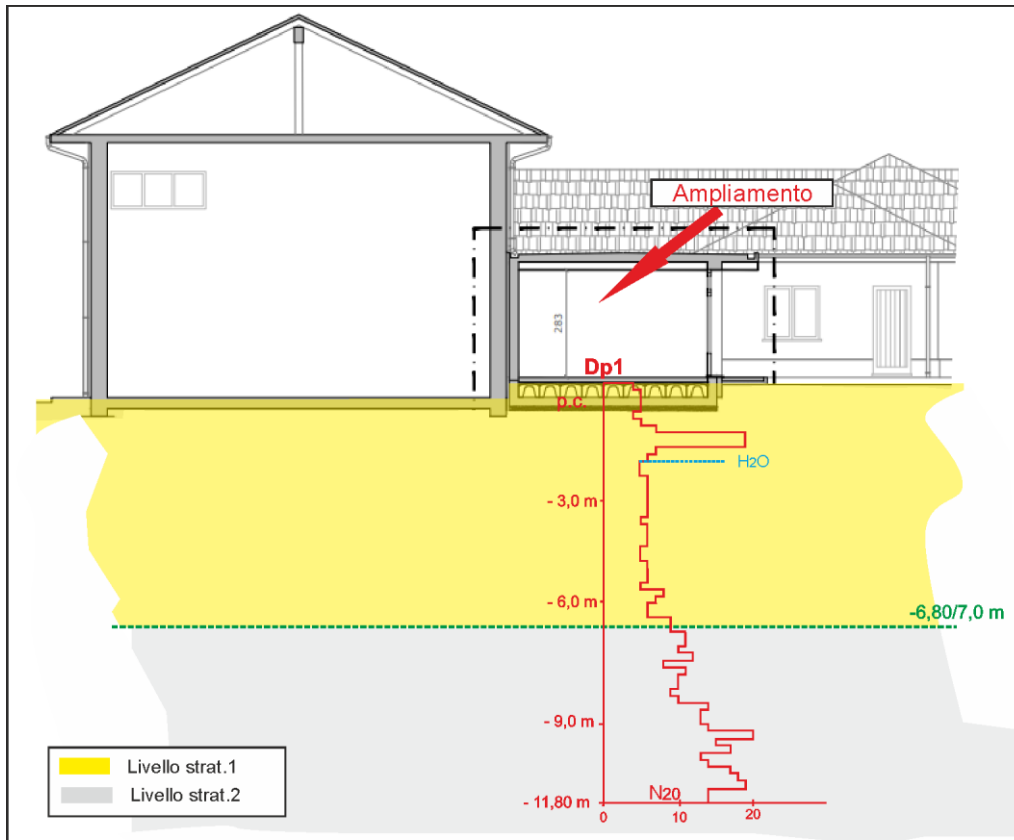 Ampliamento
283
Dp1
p.c.
H2O
- 3,0 m
- 6,0 m
-6,80/7,0 m
- 9,0 m
Livello strat.1
Livello strat.2
- 11,80 m
N20
0
10
20